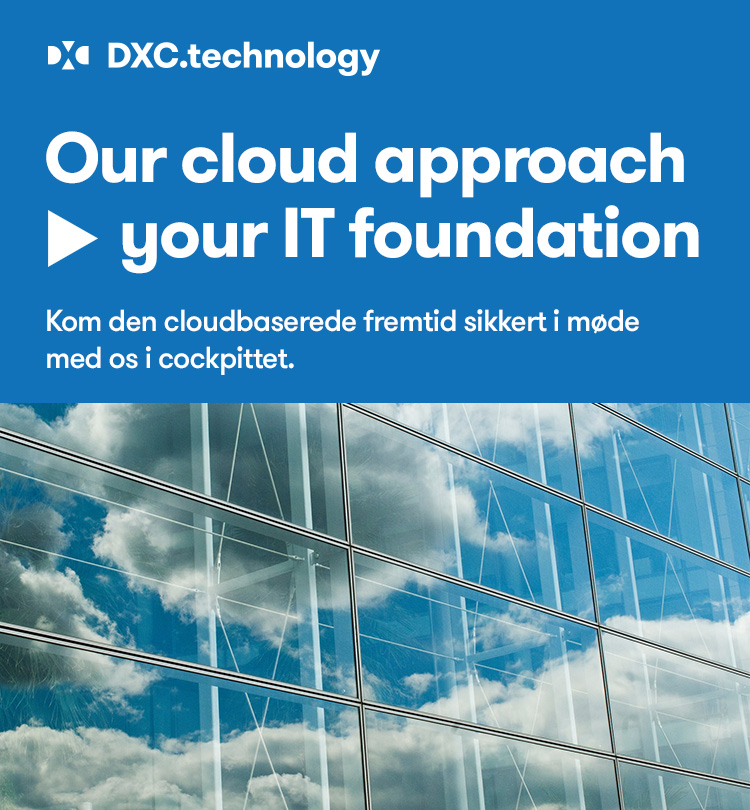 DXC.technology
Our cloud approach
▶ your IT foundation
Kom den cloudbaserede fremtid sikkert i møde
med os i cockpittet.